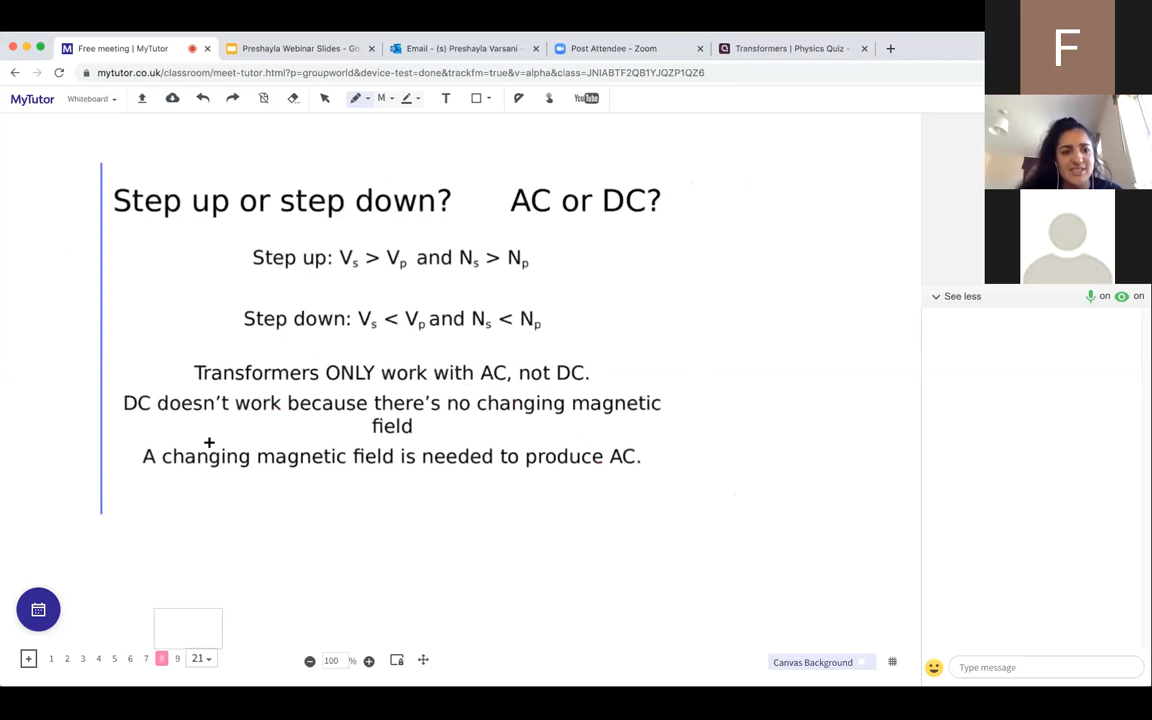 F
Free meeting | MyTutor
Preshayla Webinar Slides - Go
Email - (s) Preshayla Varsani -
Post Attendee - Zoom
Transformers | Physics Quiz -
mytutor.co.uk/classroom/meet-tutor.html?p=groupworld&device-test=done&trackfm=true&v=alpha&class=JNIABTF2QB1YJQZP1QZ6
MyTutor
Whiteboard
M
T
YouTube
Step up or step down? AC or DC?
Step up: Vs > Vp and Ns > Np
Step down: Vs < Vp and Ns < Np
Transformers ONLY work with AC, not DC.
DC doesn't work because there's no changing magnetic
field
A changing magnetic field is needed to produce AC.
See less
on
on
1 2 3 4 5 6 7 8 9 21
100 %
Canvas Background
Type message